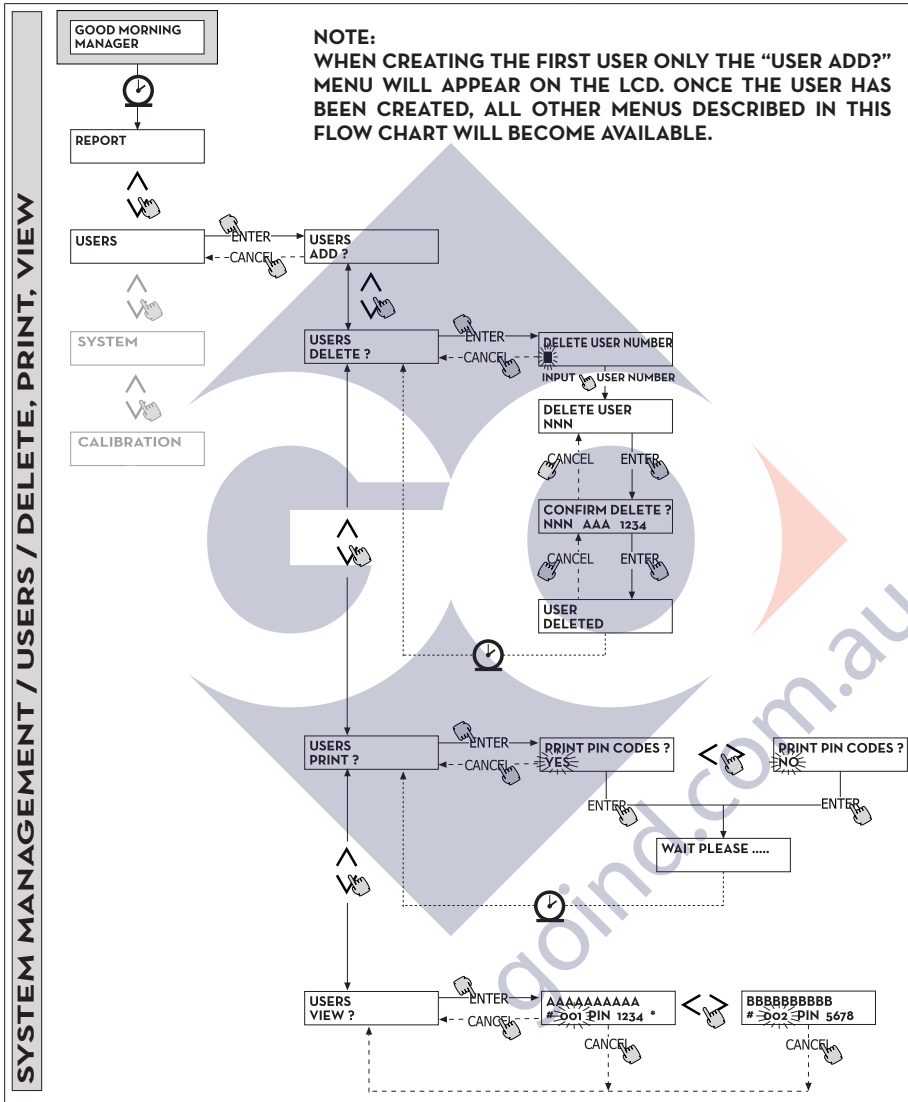 SYSTEM MANAGEMENT / USERS / DELETE, PRINT, VIEW
GOOD MORNING
MANAGER
NOTE:
WHEN CREATING THE FIRST USER ONLY THE “USER ADD?”
MENU WILL APPEAR ON THE LCD. ONCE THE USER HAS
BEEN CREATED, ALL OTHER MENUS DESCRIBED IN THIS
FLOW CHART WILL BECOME AVAILABLE.
REPORT
USERS
ENTER
CANCEL
USERS
ADD ?
SYSTEM
CALIBRATION
USERS
DELETE ?
ENTER
CANCEL
DELETE USER NUMBER
INPUT USER NUMBER
DELETE USER
NNN
CANCEL ENTER
CONFIRM DELETE ?
NNN AAA 1234
CANCEL ENTER
USER
DELETED
USERS
PRINT ?
ENTER
CANCEL
PRINT PIN CODES ?
YES
PRINT PIN CODES ?
NO
ENTER
ENTER
WAIT PLEASE .....
USERS
VIEW ?
ENTER
CANCEL
AAAAAAAAAA
# 001 PIN 1234 *
BBBBBBBBBB
# 002 PIN 5678
CANCEL
CANCEL
goind.com.au